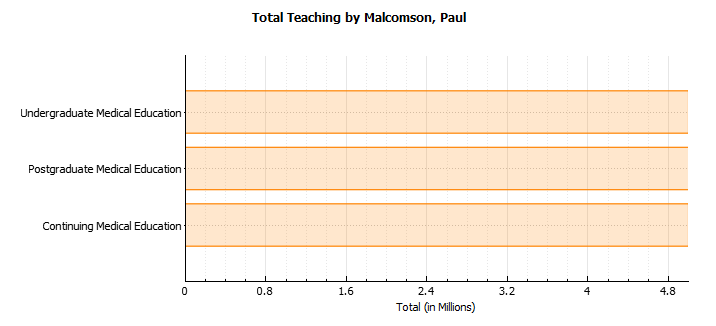 Total Teaching by Malcomson, Paul
Undergraduate Medical Education
Postgraduate Medical Education
Continuing Medical Education
0 0.8 1.6 2.4 3.2 4 4.8
Total (in Millions)